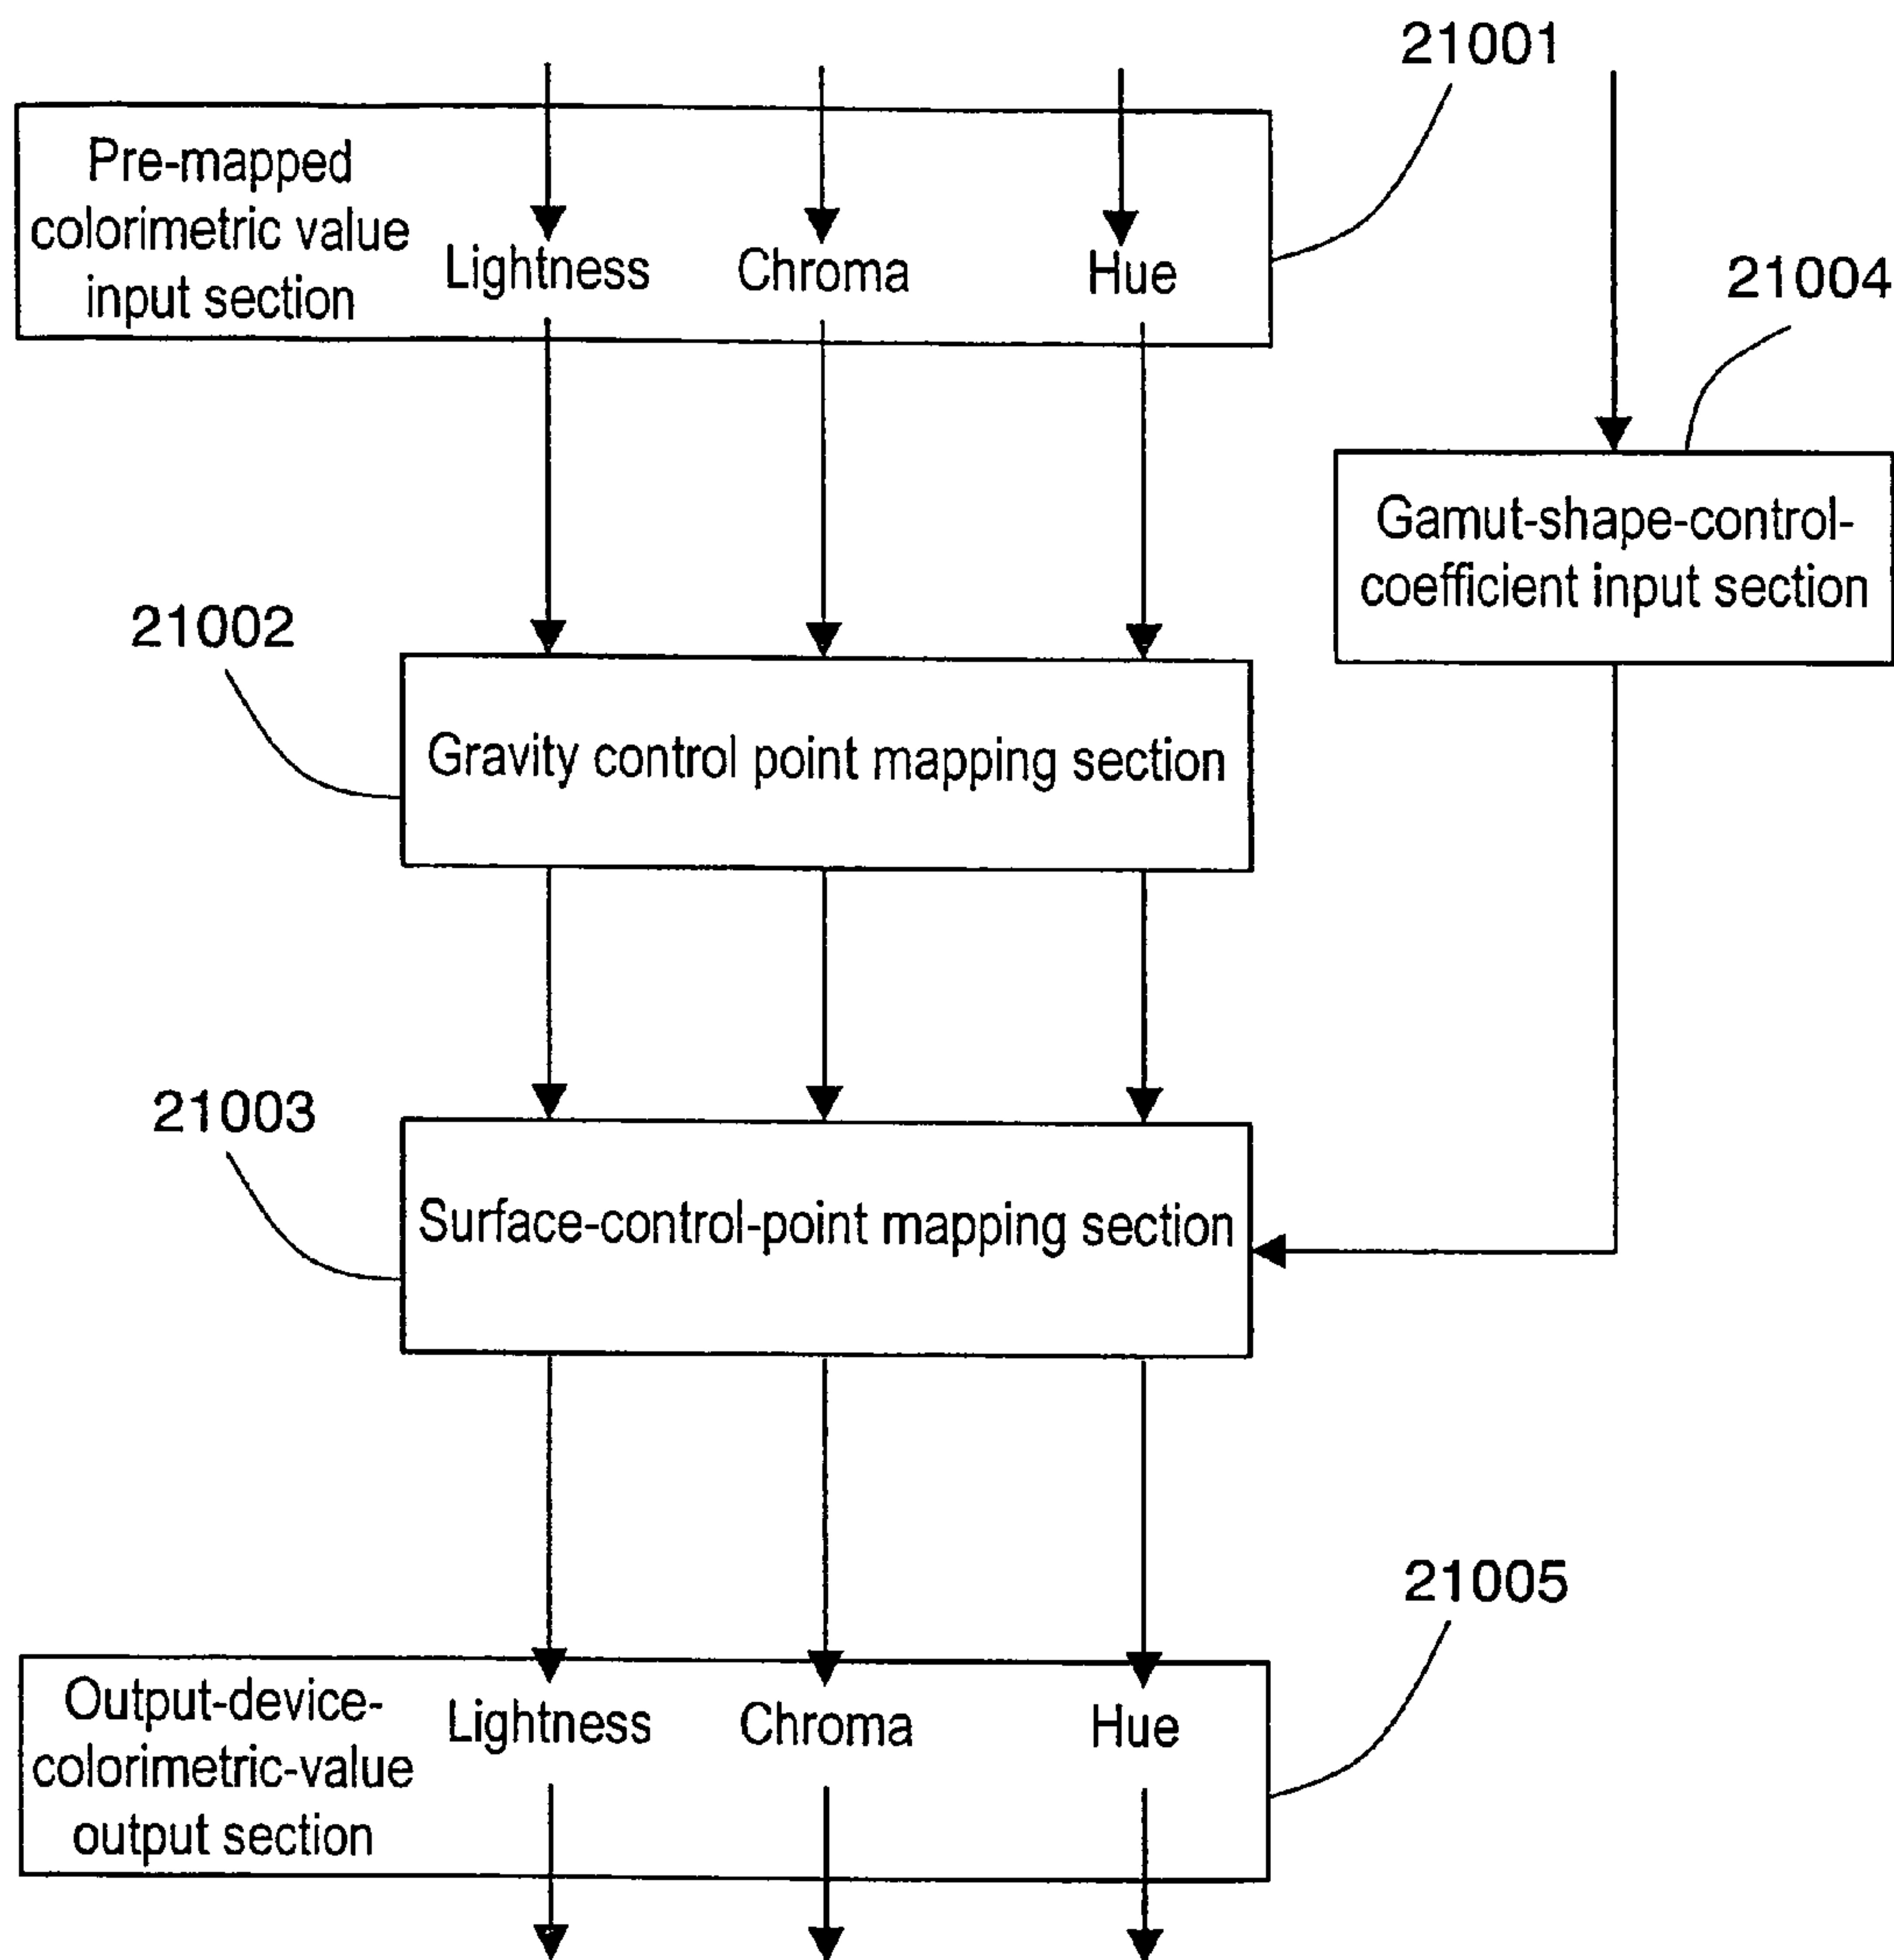 21001
Pre-mapped
colorimetric value
input section
Lightness
Chroma
Hue
21004
Gamut-shape-control-
coefficient input section
21002
Gravity control point mapping section
21003
Surface-control-point mapping section
21005
Output-device-
colorimetric-value
output section
Lightness
Chroma
Hue